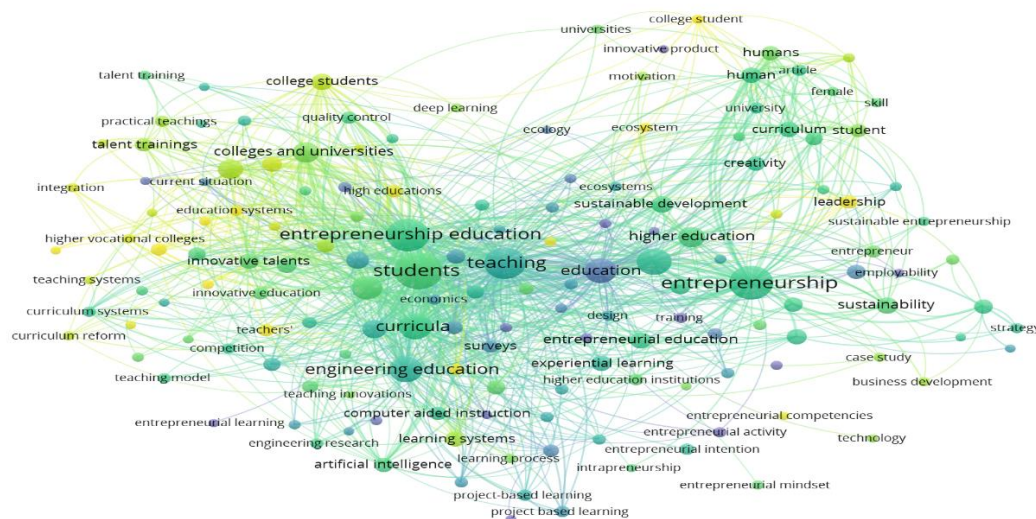 college student
universities
innovative product
humans
talent training
college students
motivation
human
article
female
deep learning
university
skill
practical teachings
quality control
ecology
ecosystem
curriculum
student
talent trainings
colleges and universities
creativity
integration
current situation
high educations
ecosystems
sustainable development
leadership
education systems
sustainable entrepreneurship
entrepreneurship education
higher education
higher vocational colleges
teaching
entrepreneur
innovative talents
students
education
employability
teaching systems
entrepreneurship
innovative education
economics
curriculum systems
sustainability
design
training
teachers'
curricula
strategy
curriculum reform
entrepreneurial education
competition
surveys
case study
engineering education
experiential learning
teaching model
higher education institutions
business development
teaching innovations
computer aided instruction
entrepreneurial competencies
entrepreneurial learning
entrepreneurial activity
learning systems
technology
engineering research
entrepreneurial intention
learning process
artificial intelligence
intrapreneurship
entrepreneurial mindset
project-based learning
project based learning